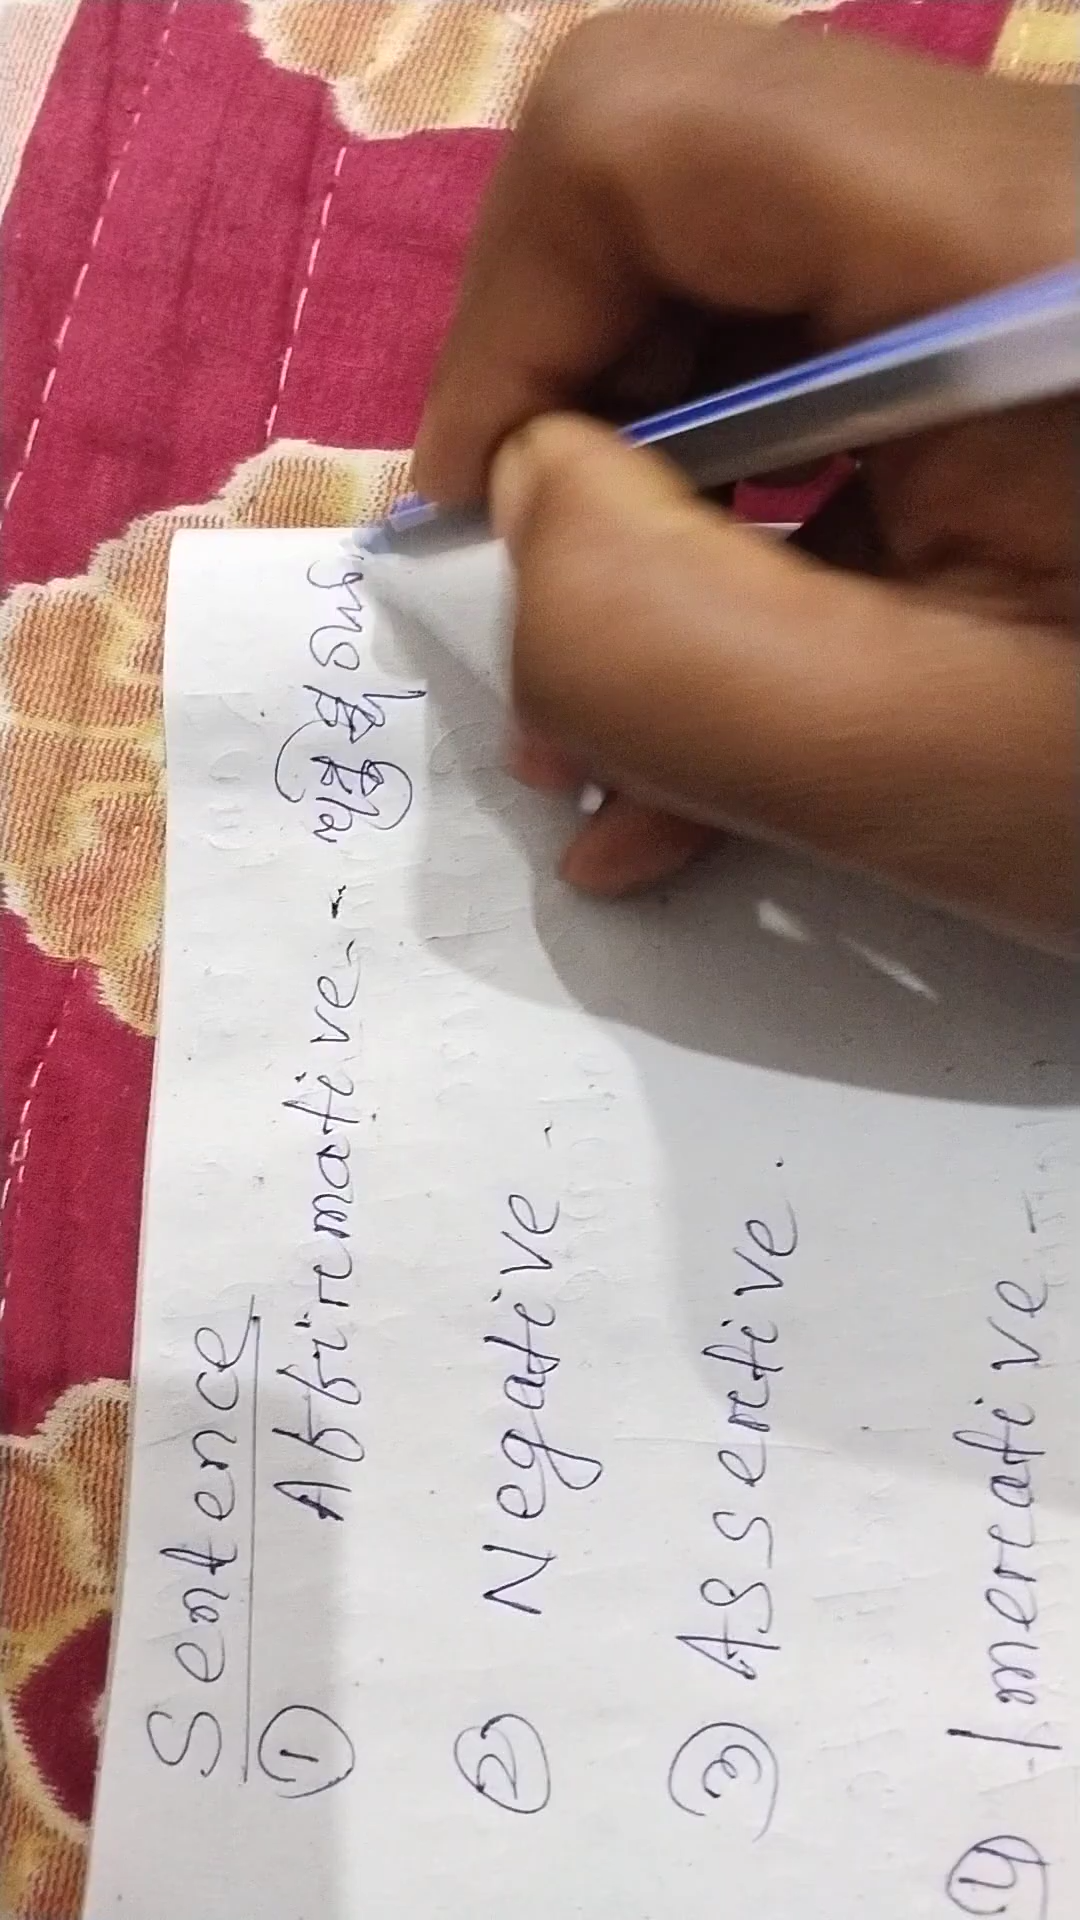 Sentence
① Affirmative -
② Negative -
③ Assertive.
④ Imerative -